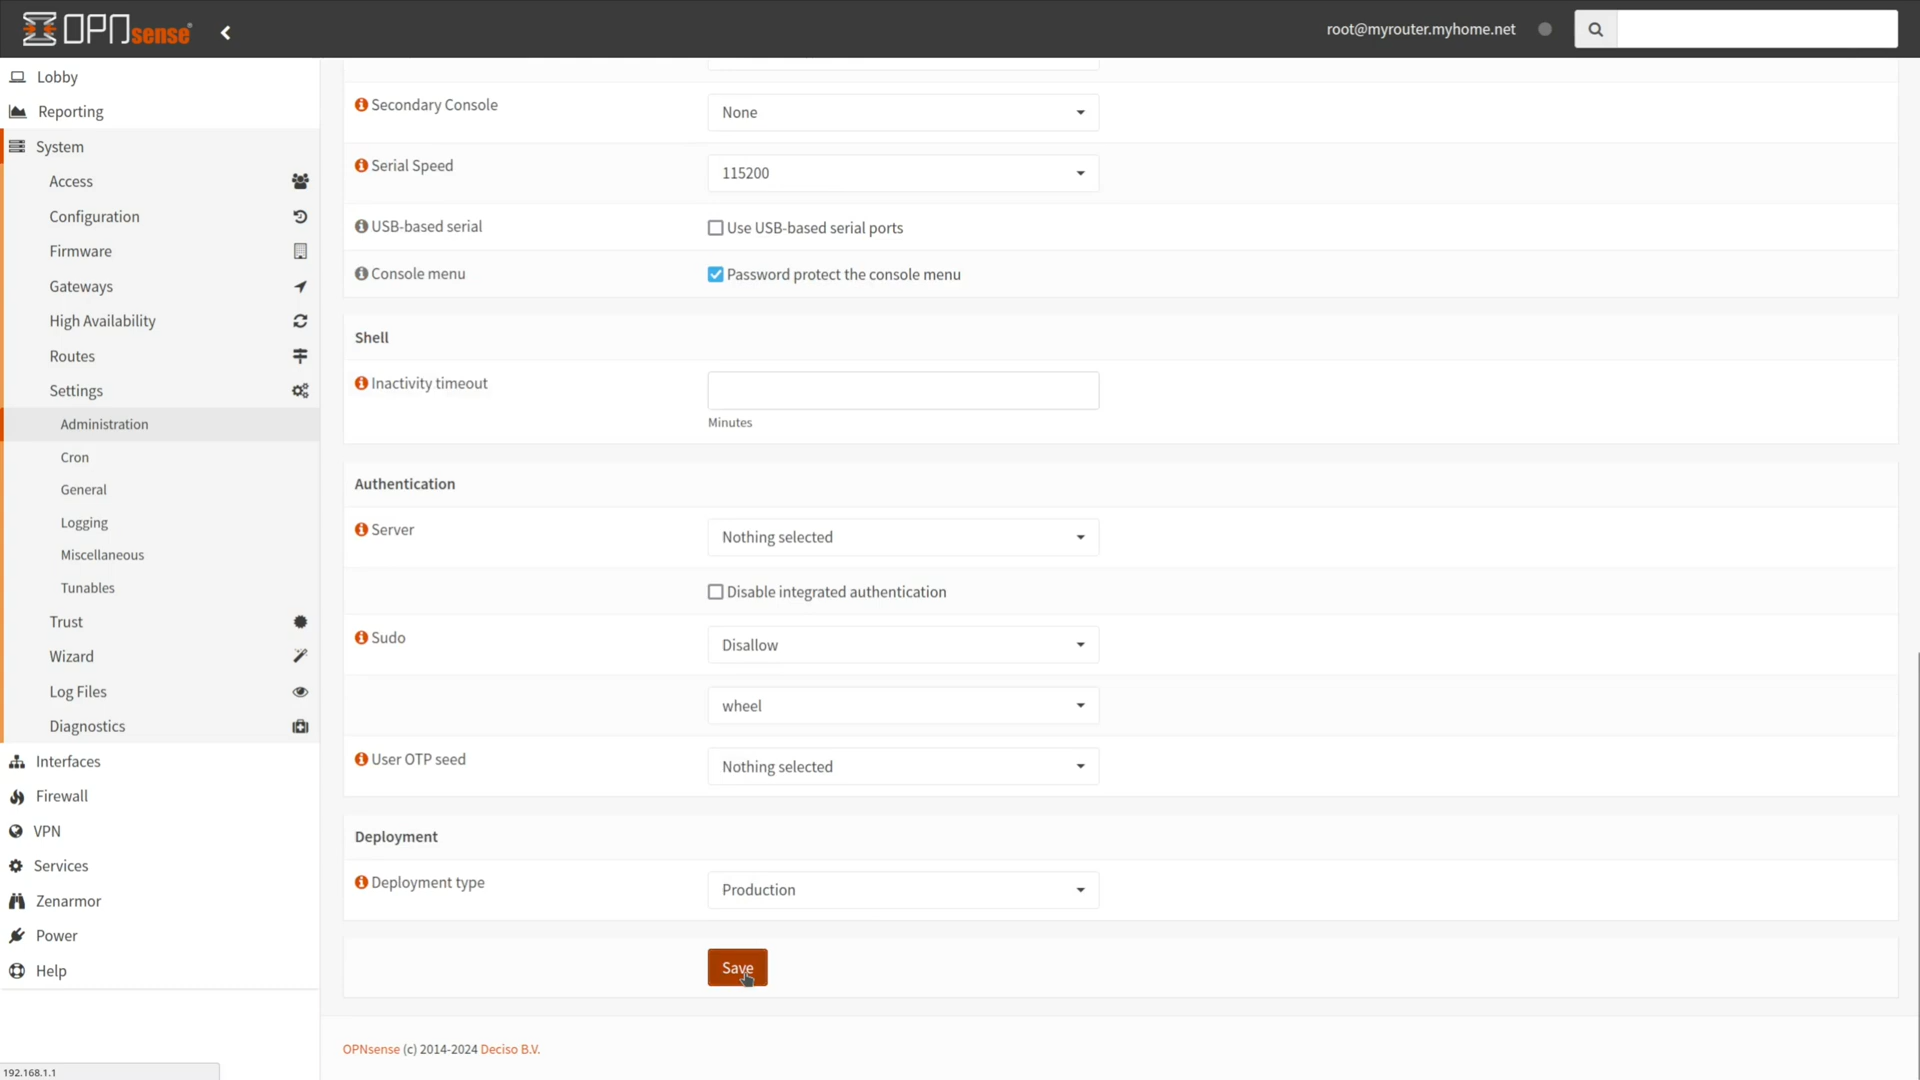 OPNsense
root@myrouter.myhome.net
Lobby
Reporting
System
Access
Configuration
Firmware
Gateways
High Availability
Routes
Settings
Administration
Cron
General
Logging
Miscellaneous
Tunables
Trust
Wizard
Log Files
Diagnostics
Interfaces
Firewall
VPN
Services
Zenarmor
Power
Help
192.168.1.1
Secondary Console
None
Serial Speed
115200
USB-based serial
Use USB-based serial ports
Console menu
Password protect the console menu
Shell
Inactivity timeout
Minutes
Authentication
Server
Nothing selected
Disable integrated authentication
Sudo
Disallow
wheel
User OTP seed
Nothing selected
Deployment
Deployment type
Production
Save
OPNsense (c) 2014-2024 Deciso B.V.